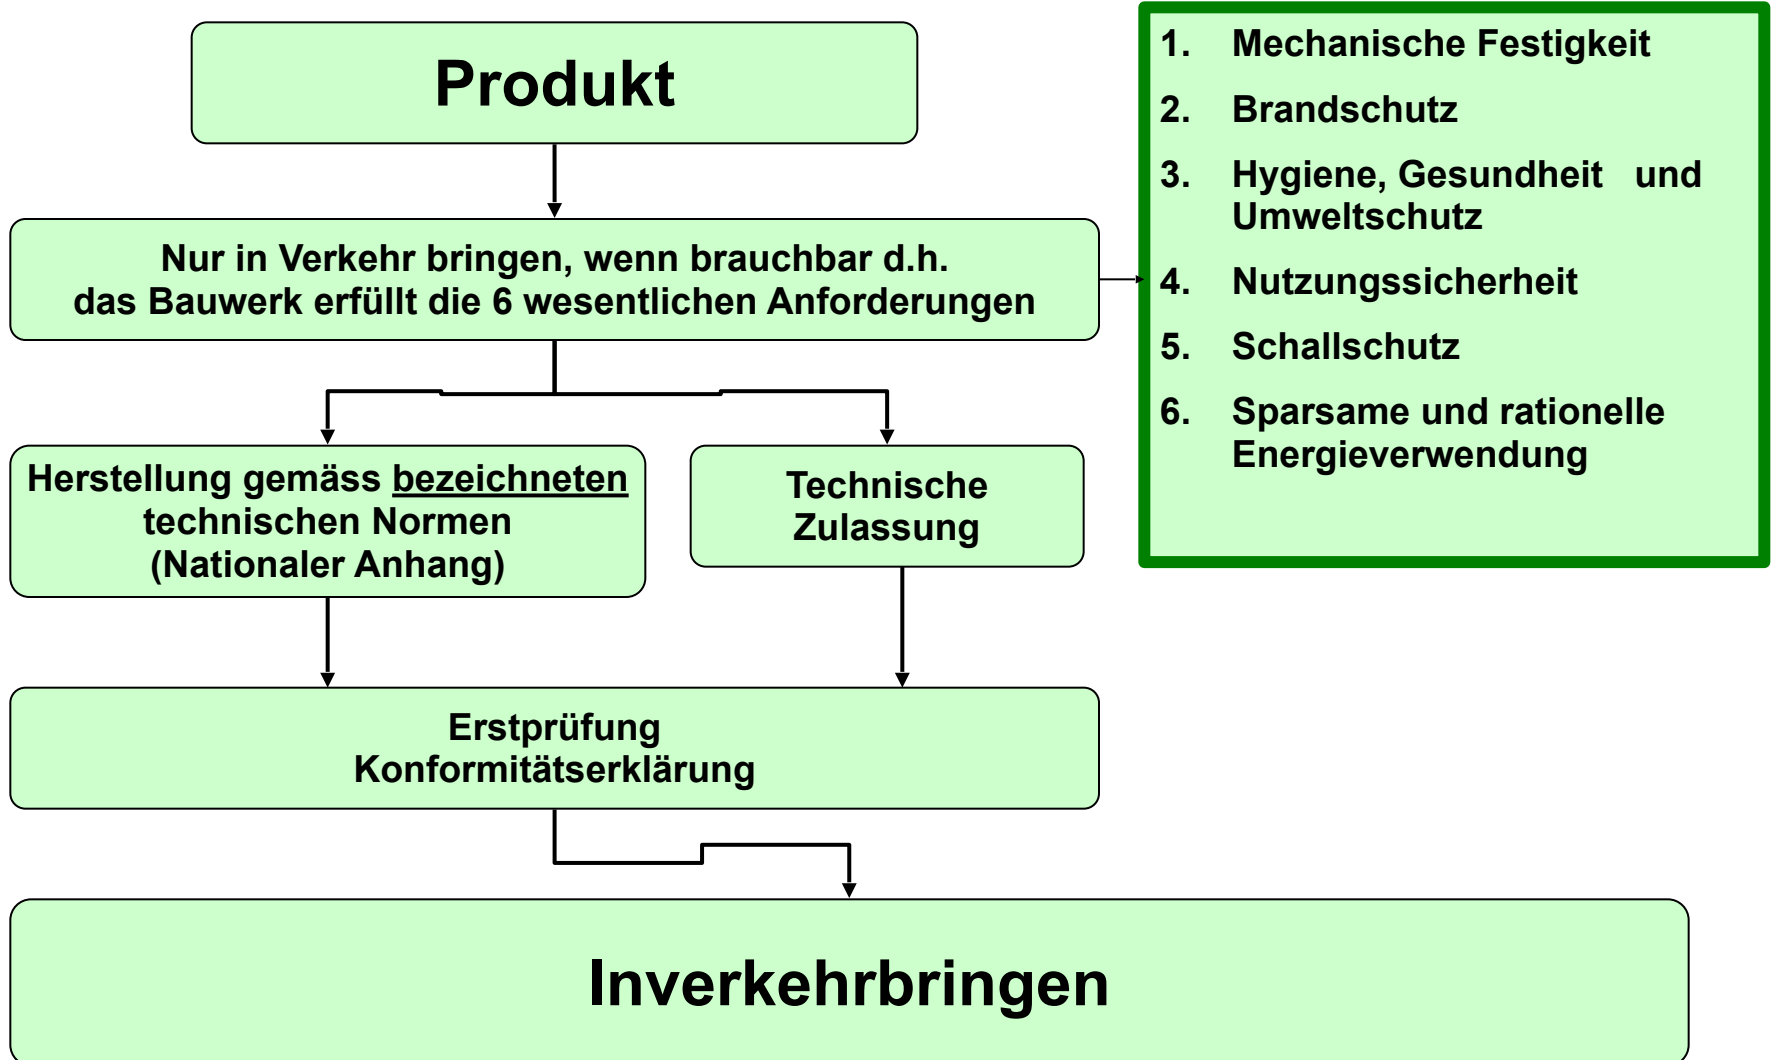 Produkt
Nur in Verkehr bringen, wenn brauchbar d.h.
das Bauwerk erfüllt die 6 wesentlichen Anforderungen
1. Mechanische Festigkeit
2. Brandschutz
3. Hygiene, Gesundheit und
Umweltschutz
4. Nutzungssicherheit
5. Schallschutz
6. Sparsame und rationelle
Energieverwendung
Herstellung gemäss bezeichneten
technischen Normen
(Nationaler Anhang)
Technische
Zulassung
Erstprüfung
Konformitätserklärung
Inverkehrbringen